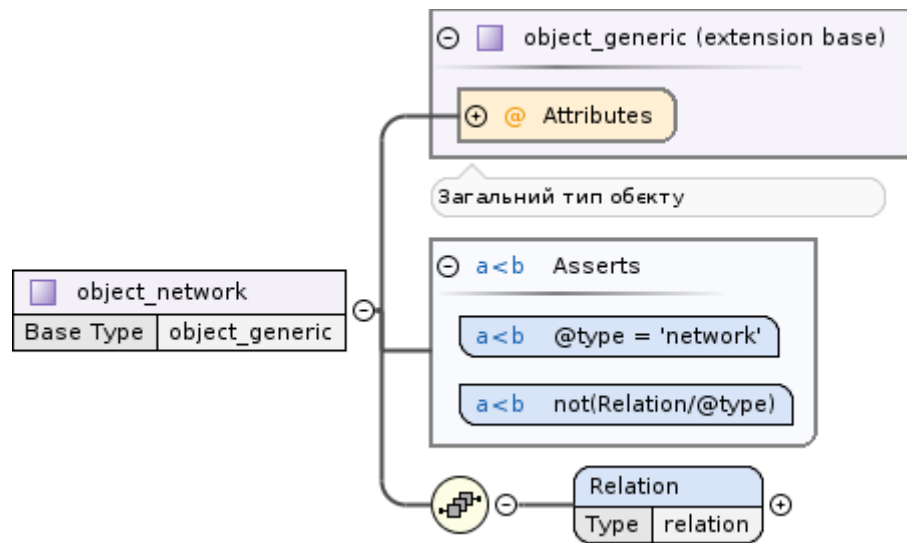 object_generic (extension base)
@ Attributes
Загальний тип обєкту
a<b Asserts
object_network
Base Type object_generic
a<b @type = 'network'
a<b not(Relation/@type)
Relation
Type relation